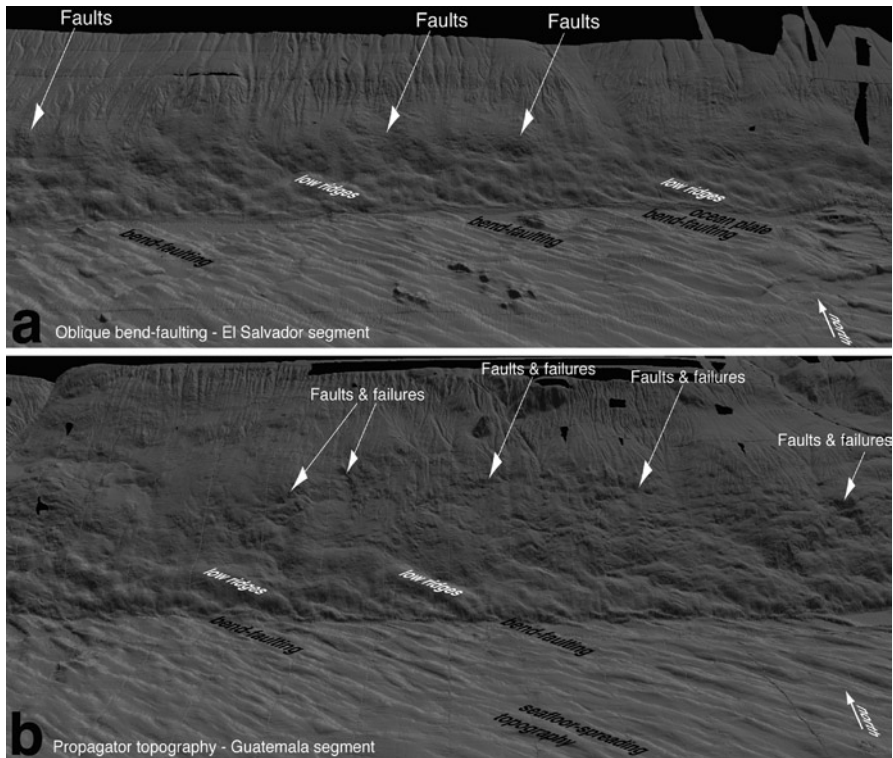 Faults
Faults
Faults
low ridges
low ridges
bend-faulting
bend-faulting
ocean plate
bend-faulting
a
Oblique bend-faulting - El Salvador segment
north
Faults & failures
Faults & failures
Faults & failures
Faults & failures
low ridges
low ridges
bend-faulting
bend-faulting
seafloor-spreading
topography
b
Propagator topography - Guatemala segment
north